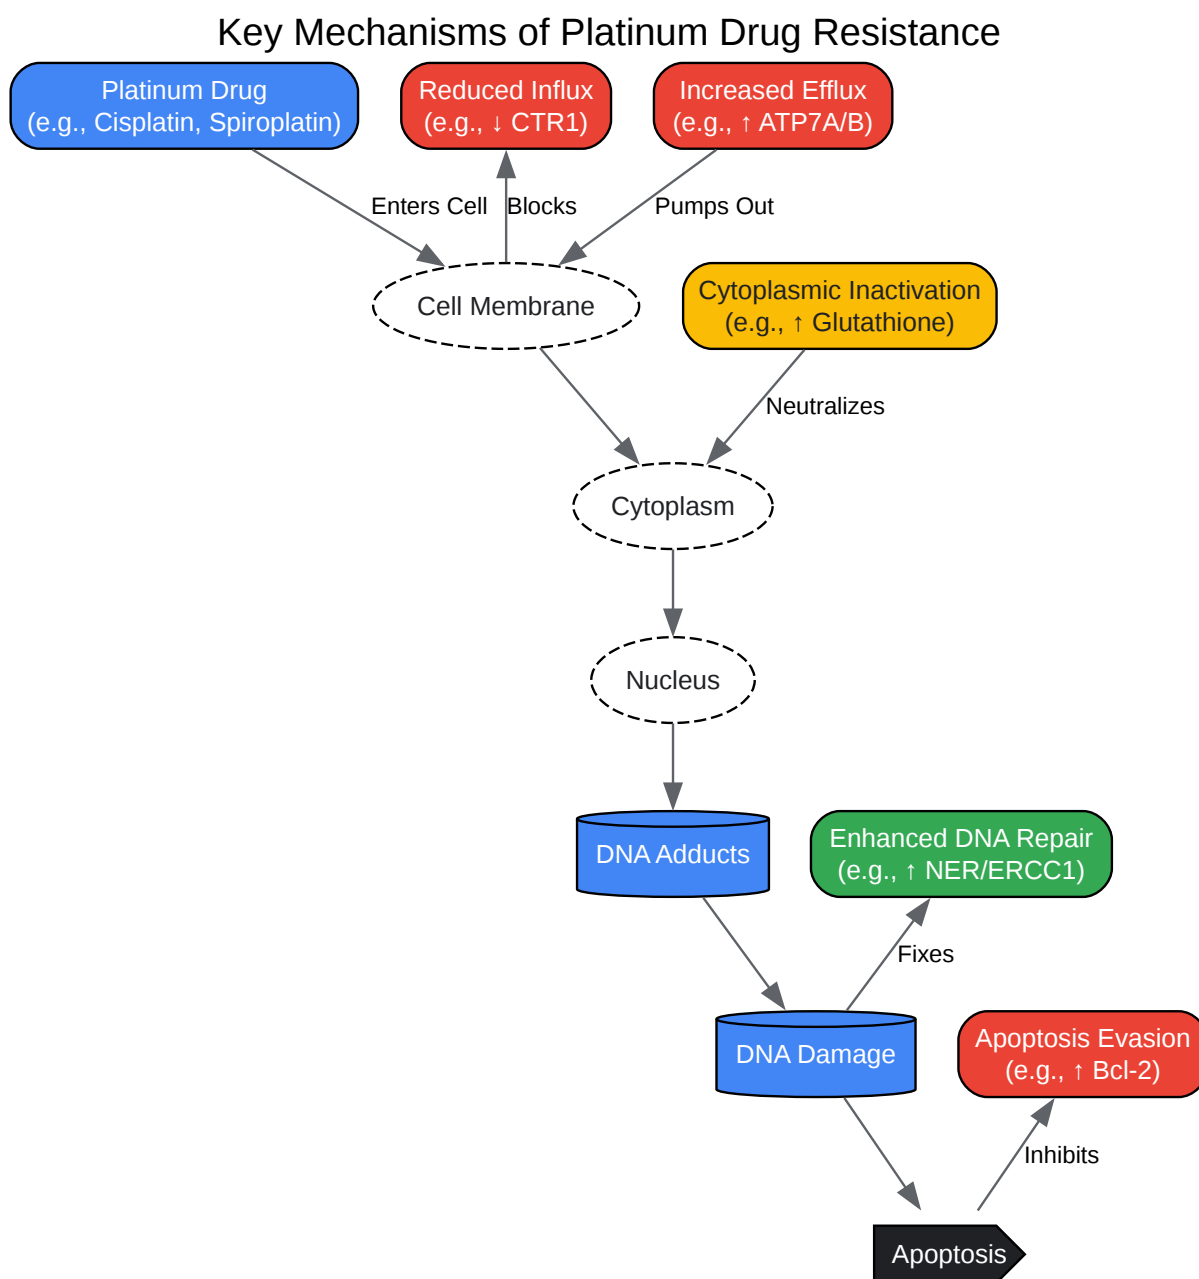 Key Mechanisms of Platinum Drug Resistance
Platinum Drug
(e.g., Cisplatin, Spiroplatin)
Reduced Influx
(e.g., ↓ CTR1)
Increased Efflux
(e.g., ↑ ATP7A/B)
Enters Cell
Blocks
Pumps Out
Cell Membrane
Cytoplasmic Inactivation
(e.g., ↑ Glutathione)
Neutralizes
Cytoplasm
Nucleus
DNA Adducts
Enhanced DNA Repair
(e.g., ↑ NER/ERCC1)
Fixes
DNA Damage
Apoptosis Evasion
(e.g., ↑ Bcl-2)
Inhibits
Apoptosis